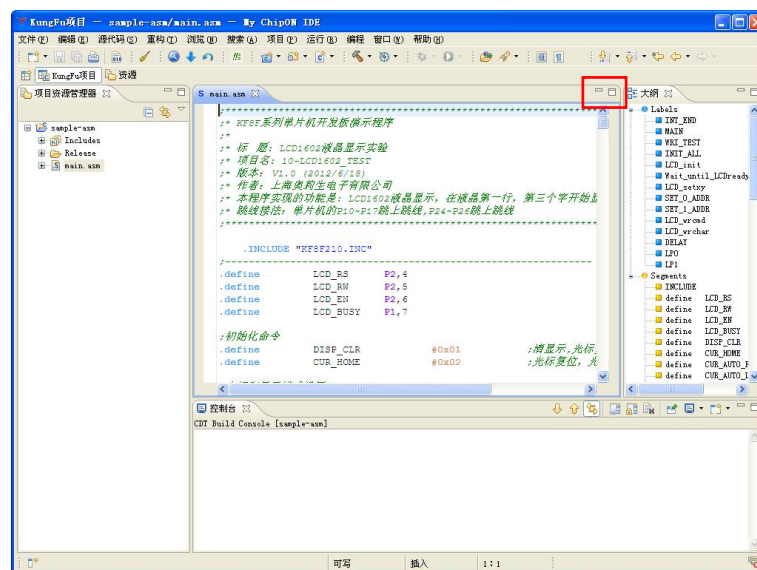 KungFu项目 - sample-asm/main.asm - My ChipON IDE
文件(F) 编辑(E) 源代码(S) 重构(T) 浏览(N) 搜索(A) 项目(P) 运行(R) 编程 窗口(W) 帮助(H)
KungFu项目 资源
项目资源管理器
sample-asm
Includes
Release
main.asm
main.asm
;**********************************************************
;* KF8F系列单片机开发板演示程序
;*
;* 标 题: LCD1602液晶显示实验
;* 项目名: 10-LCD1602_TEST
;* 版本: V1.0 (2012/6/18)
;* 作者: 上海奥莉生电子有限公司
;* 本程序实现的功能是: LCD1602液晶显示, 在液晶第一行, 第三个字开始显
;* 跳线接法: 单片机的P10~P17跳上跳线,P24~P26跳上跳线
;**********************************************************
.INCLUDE "KF8F210.INC"
;----------------------------------------------------------
.define LCD_RS P2,4
.define LCD_RW P2,5
.define LCD_EN P2,6
.define LCD_BUSY P1,7
;初始化命令
.define DISP_CLR #0x01 ;清显示,光标
.define CUR_HOME #0x02 ;光标复位, 光
大纲
Labels
INT_END
MAIN
WRI_TEST
INIT_ALL
LCD_init
Wait_until_LCDready
LCD_setxy
SET_0_ADDR
SET_1_ADDR
LCD_wrcmd
LCD_wrchar
DELAY
LP0
LP1
Segments
INCLUDE
define LCD_RS
define LCD_RW
define LCD_EN
define LCD_BUSY
define DISP_CLR
define CUR_HOME
define CUR_AUTO_R
define CUR_AUTO_L
控制台
CDT Build Console [sample-asm]
可写 插入 1:1